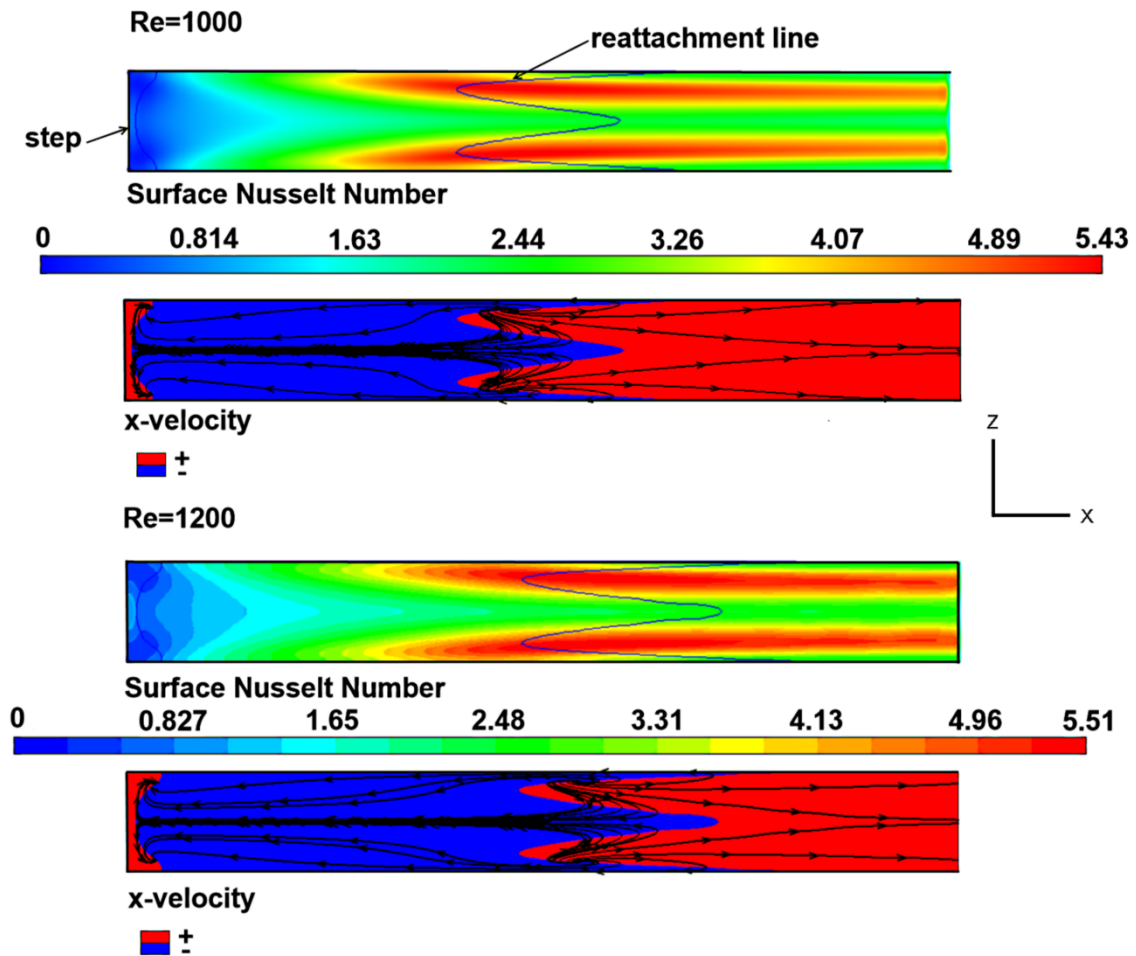 Re=1000
reattachment line
step
Surface Nusselt Number
0 0.814 1.63 2.44 3.26 4.07 4.89 5.43
x-velocity
+
-
Z
X
Re=1200
Surface Nusselt Number
0 0.827 1.65 2.48 3.31 4.13 4.96 5.51
x-velocity
+
-